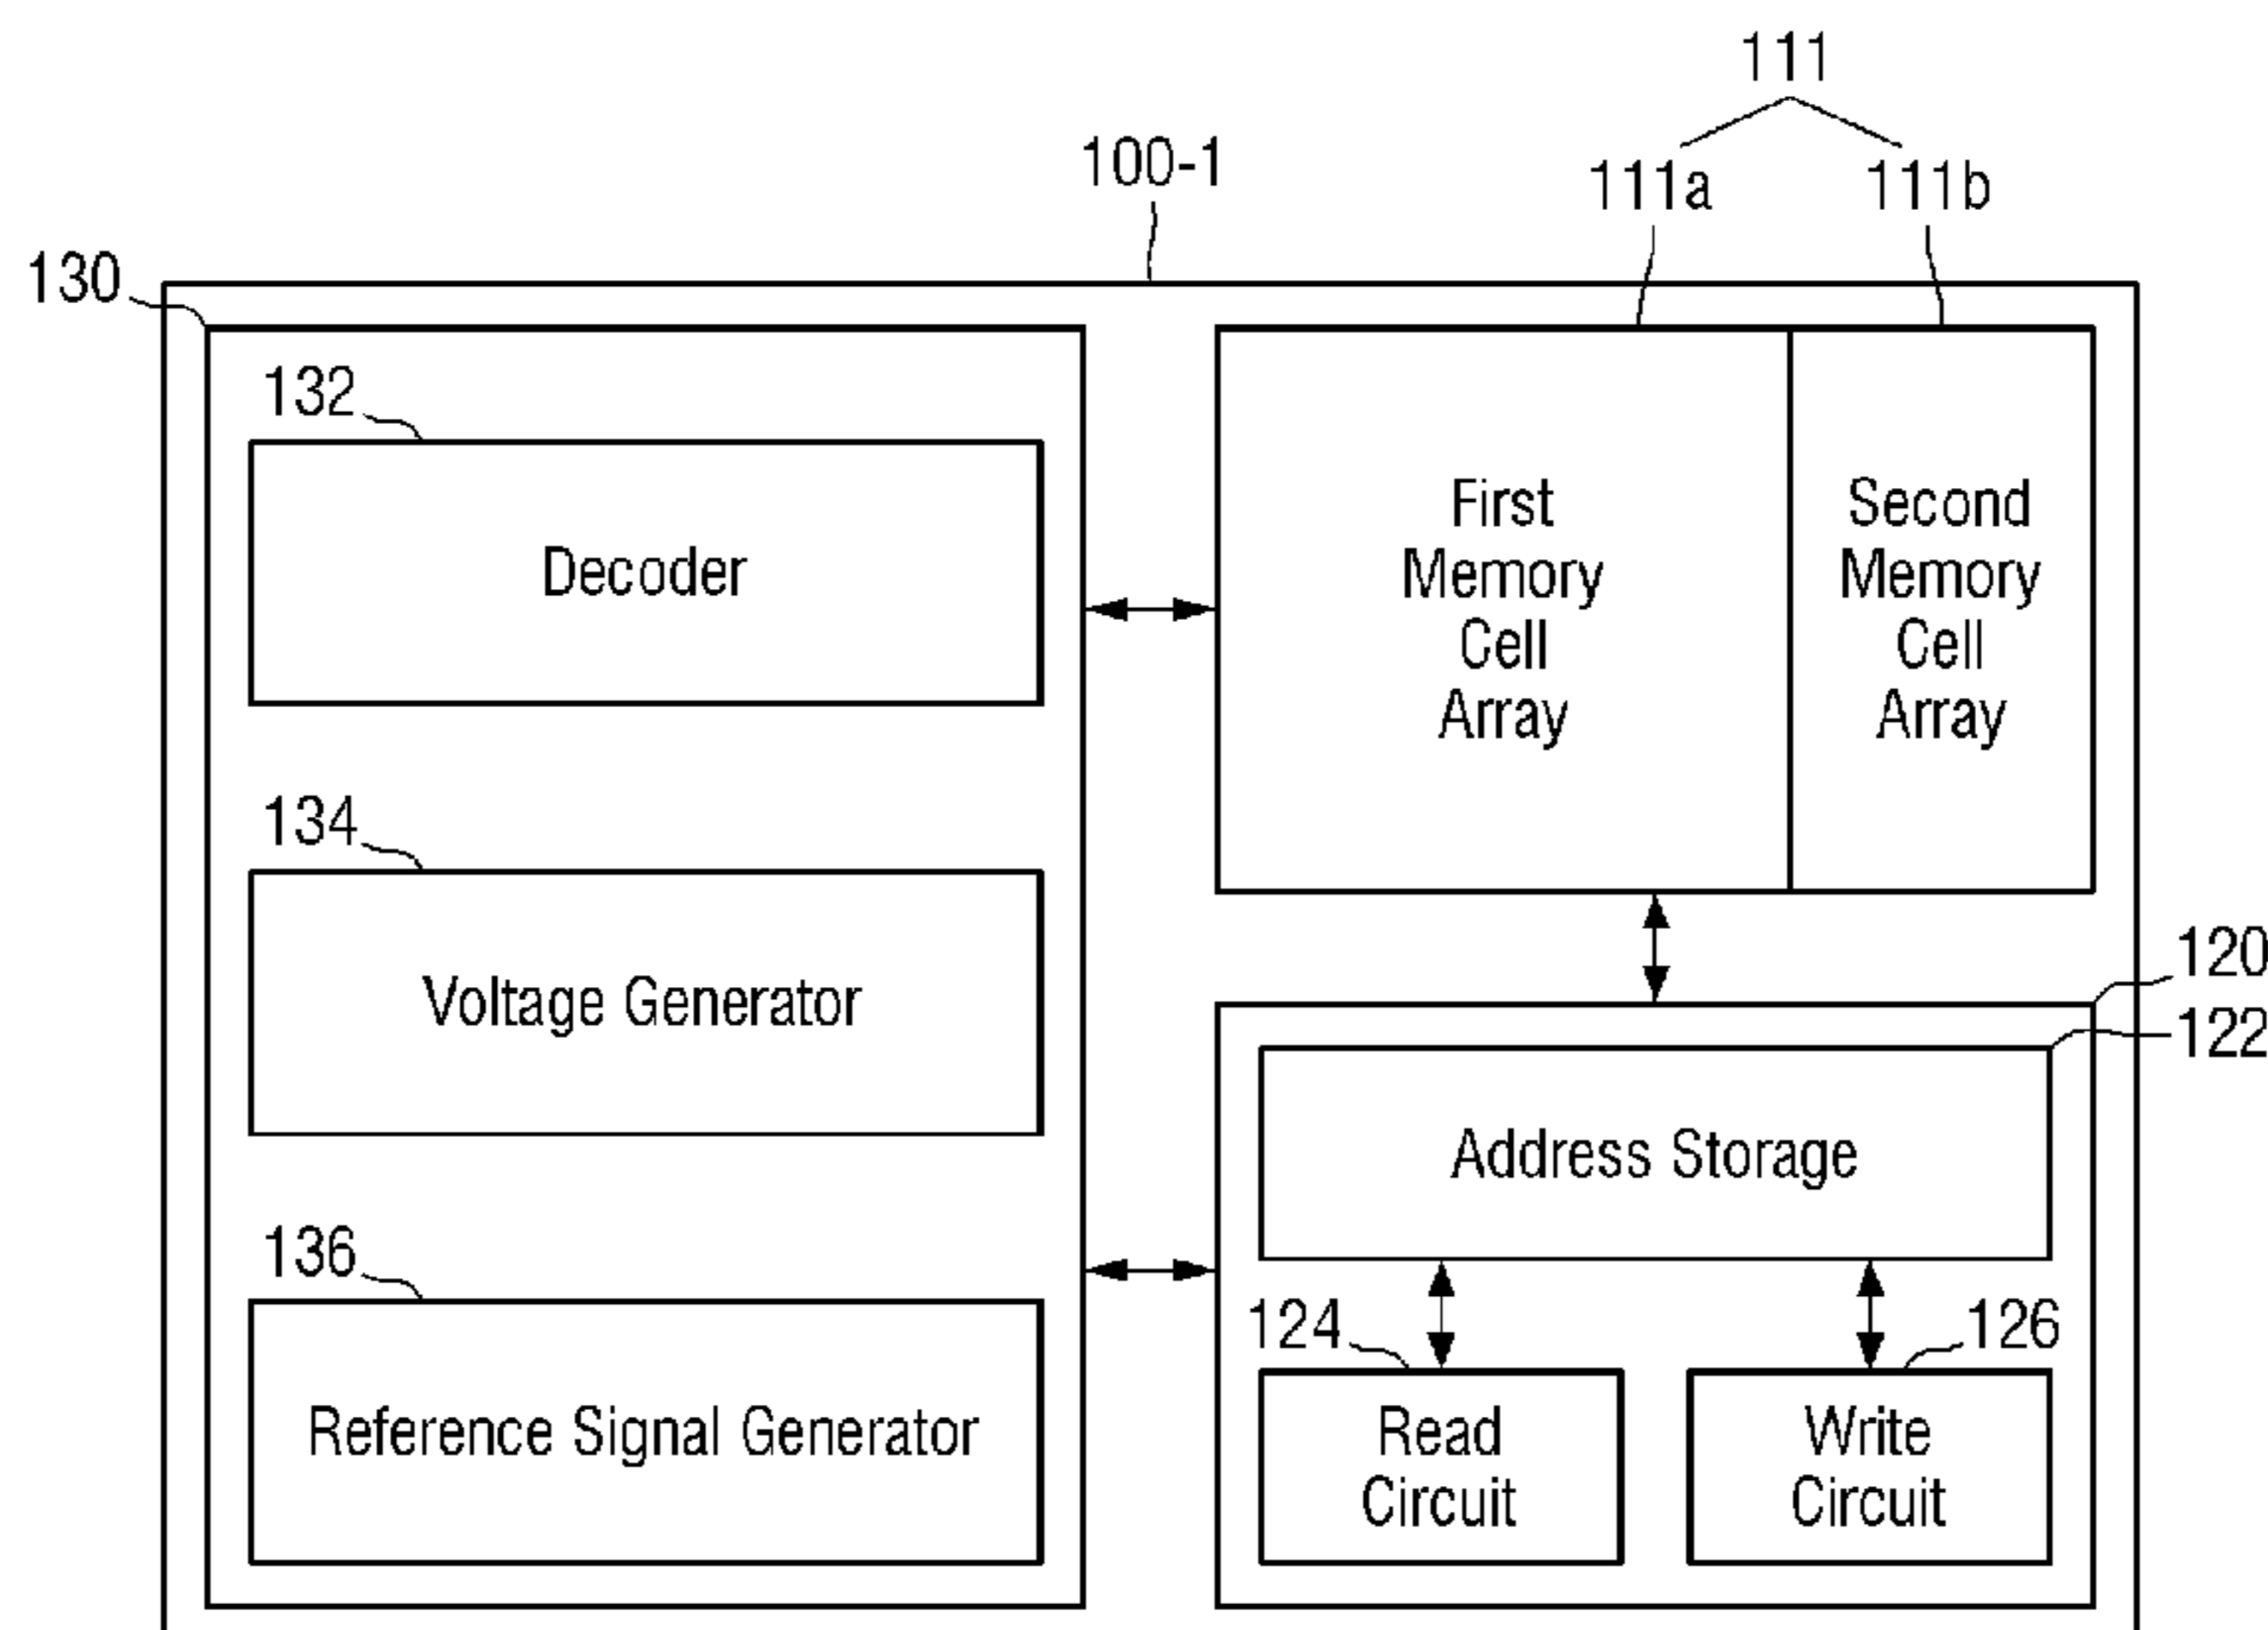 111
100-1
111a
111b
130
132
Decoder
First
Memory
Cell
Array
Second
Memory
Cell
Array
134
Voltage Generator
120
122
Address Storage
136
Reference Signal Generator
124
126
Read
Circuit
Write
Circuit